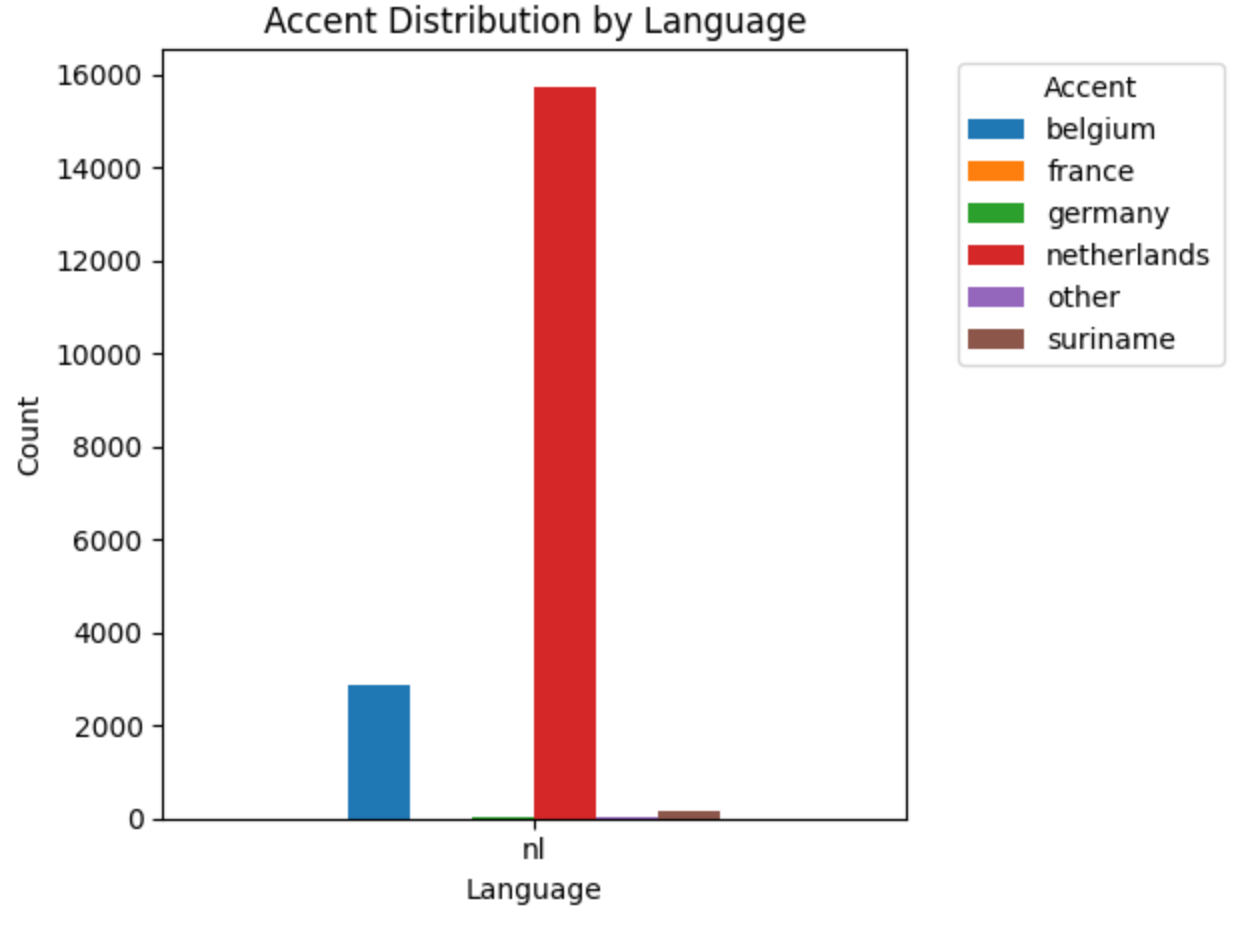 Accent Distribution by Language
16000
14000
12000
10000
8000
6000
4000
2000
0
Count
nl
Language
Accent
belgium
france
germany
netherlands
other
suriname